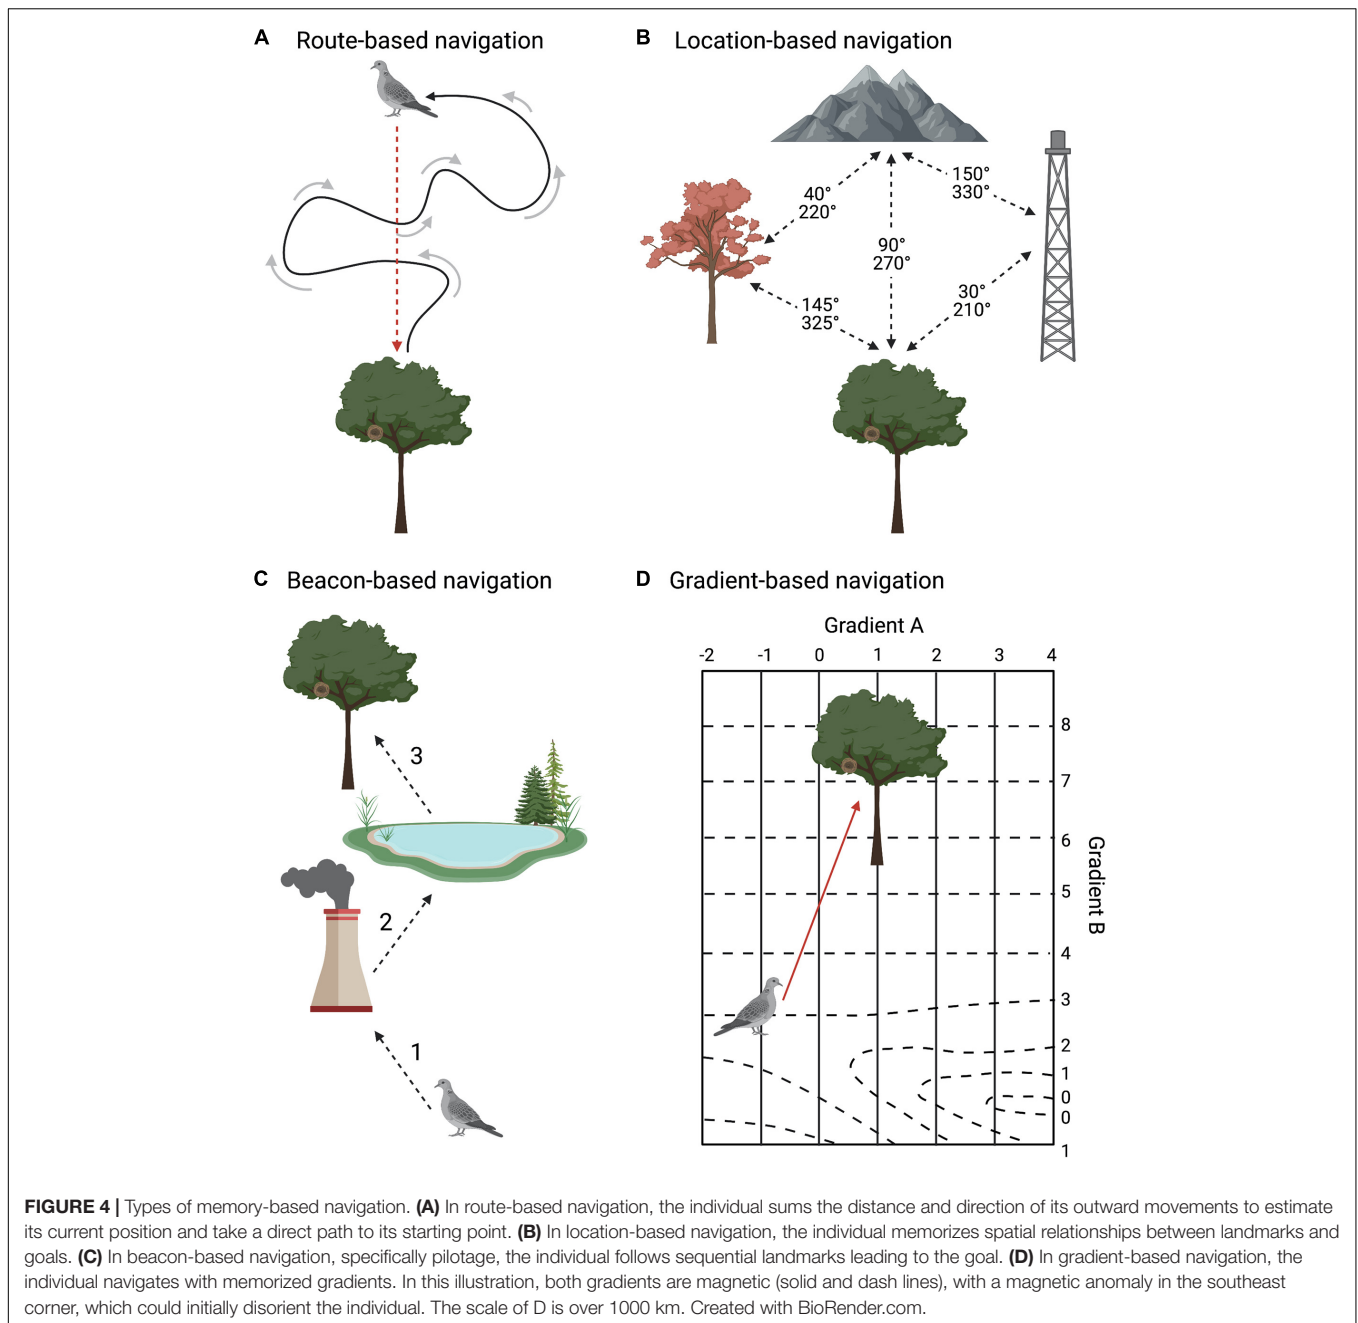 A Route-based navigation
B Location-based navigation
40°
220°
150°
330°
90°
270°
145°
325°
30°
210°
C Beacon-based navigation
3
2
1
D Gradient-based navigation
Gradient A
-2 -1 0 1 2 3 4
8
7
6
5
4
3
2
1
0
0
1
Gradient B
FIGURE 4 | Types of memory-based navigation. (A) In route-based navigation, the individual sums the distance and direction of its outward movements to estimate
its current position and take a direct path to its starting point. (B) In location-based navigation, the individual memorizes spatial relationships between landmarks and
goals. (C) In beacon-based navigation, specifically pilotage, the individual follows sequential landmarks leading to the goal. (D) In gradient-based navigation, the
individual navigates with memorized gradients. In this illustration, both gradients are magnetic (solid and dash lines), with a magnetic anomaly in the southeast
corner, which could initially disorient the individual. The scale of D is over 1000 km. Created with BioRender.com.